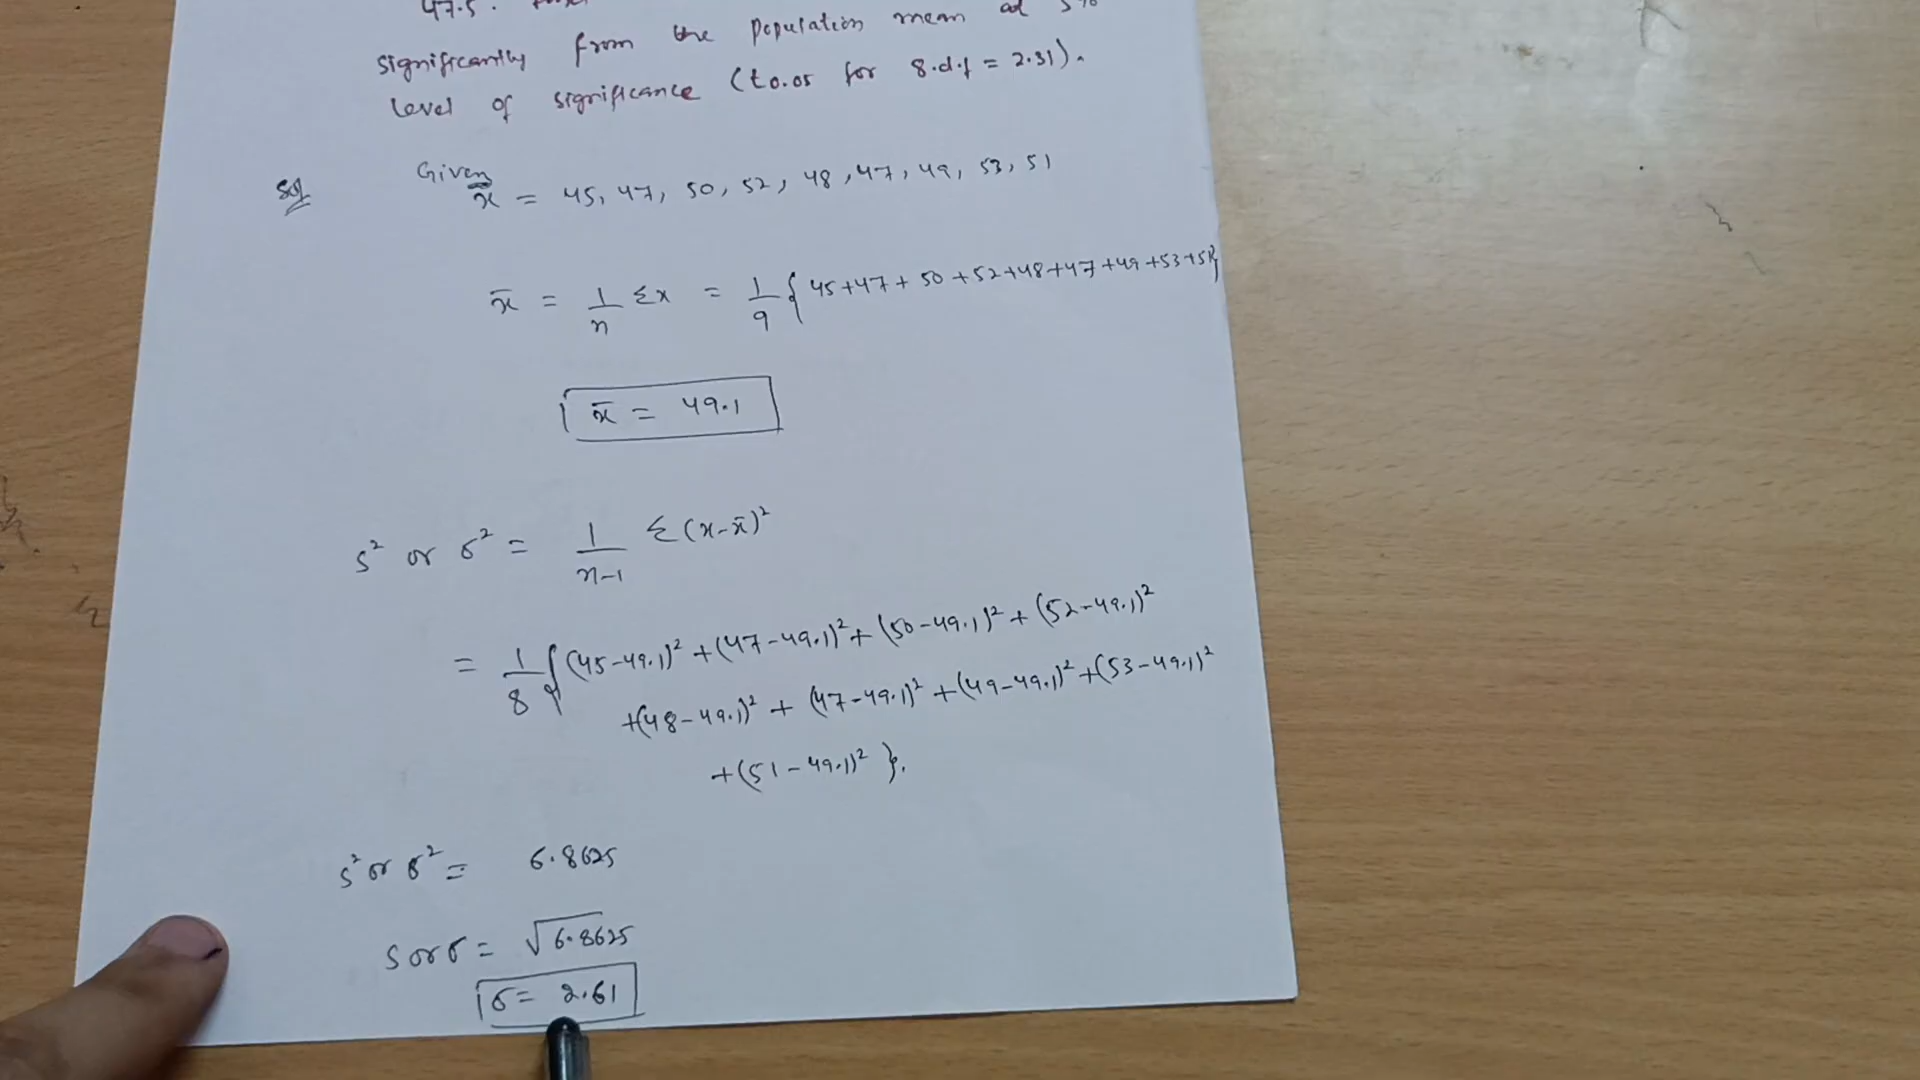 47.5.
significantly from the population mean at 5%
level of significance (t0.05 for 8.d.f = 2.31).
Sol Given
x = 45, 47, 50, 52, 48, 47, 49, 53, 51
x̄ = 1/n Σx = 1/9 {45+47+50+52+48+47+49+53+51}
x̄ = 49.1
s² or σ² = 1/n-1 Σ(x-x̄)²
= 1/8 {(45-49.1)² +(47-49.1)²+(50-49.1)²+(52-49.1)²
+(48-49.1)² + (47-49.1)² +(49-49.1)² +(53-49.1)²
+(51-49.1)² }.
s² or σ² = 6.8625
s or σ = √6.8625
σ = 2.61